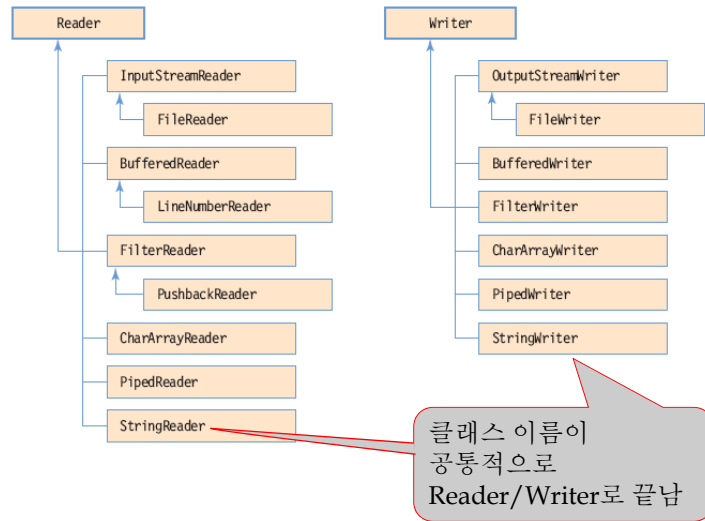 Reader
InputStreamReader
FileReader
BufferedReader
LineNumberReader
FilterReader
PushbackReader
CharArrayReader
PipedReader
StringReader
Writer
OutputStreamWriter
FileWriter
BufferedWriter
FilterWriter
CharArrayWriter
PipedWriter
StringWriter
클래스 이름이
공통적으로
Reader/Writer로 끝남